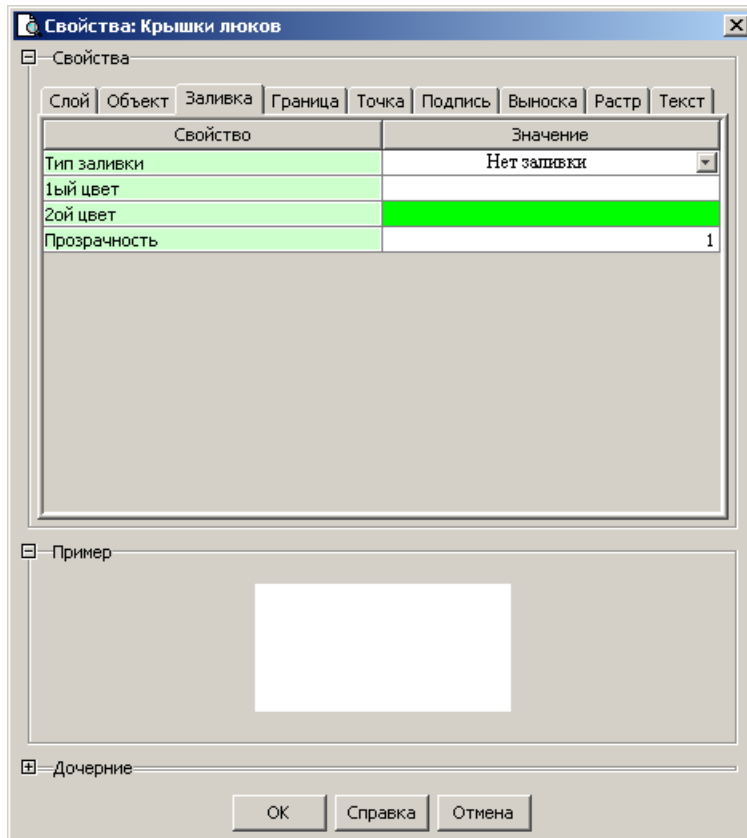 Свойства: Крышки люков
Свойства
Слой Объект Заливка Граница Точка Подпись Выноска Растр Текст
Свойство Значение
Тип заливки Нет заливки
1ый цвет
2ой цвет
Прозрачность 1
Пример
Дочерние
OK Справка Отмена